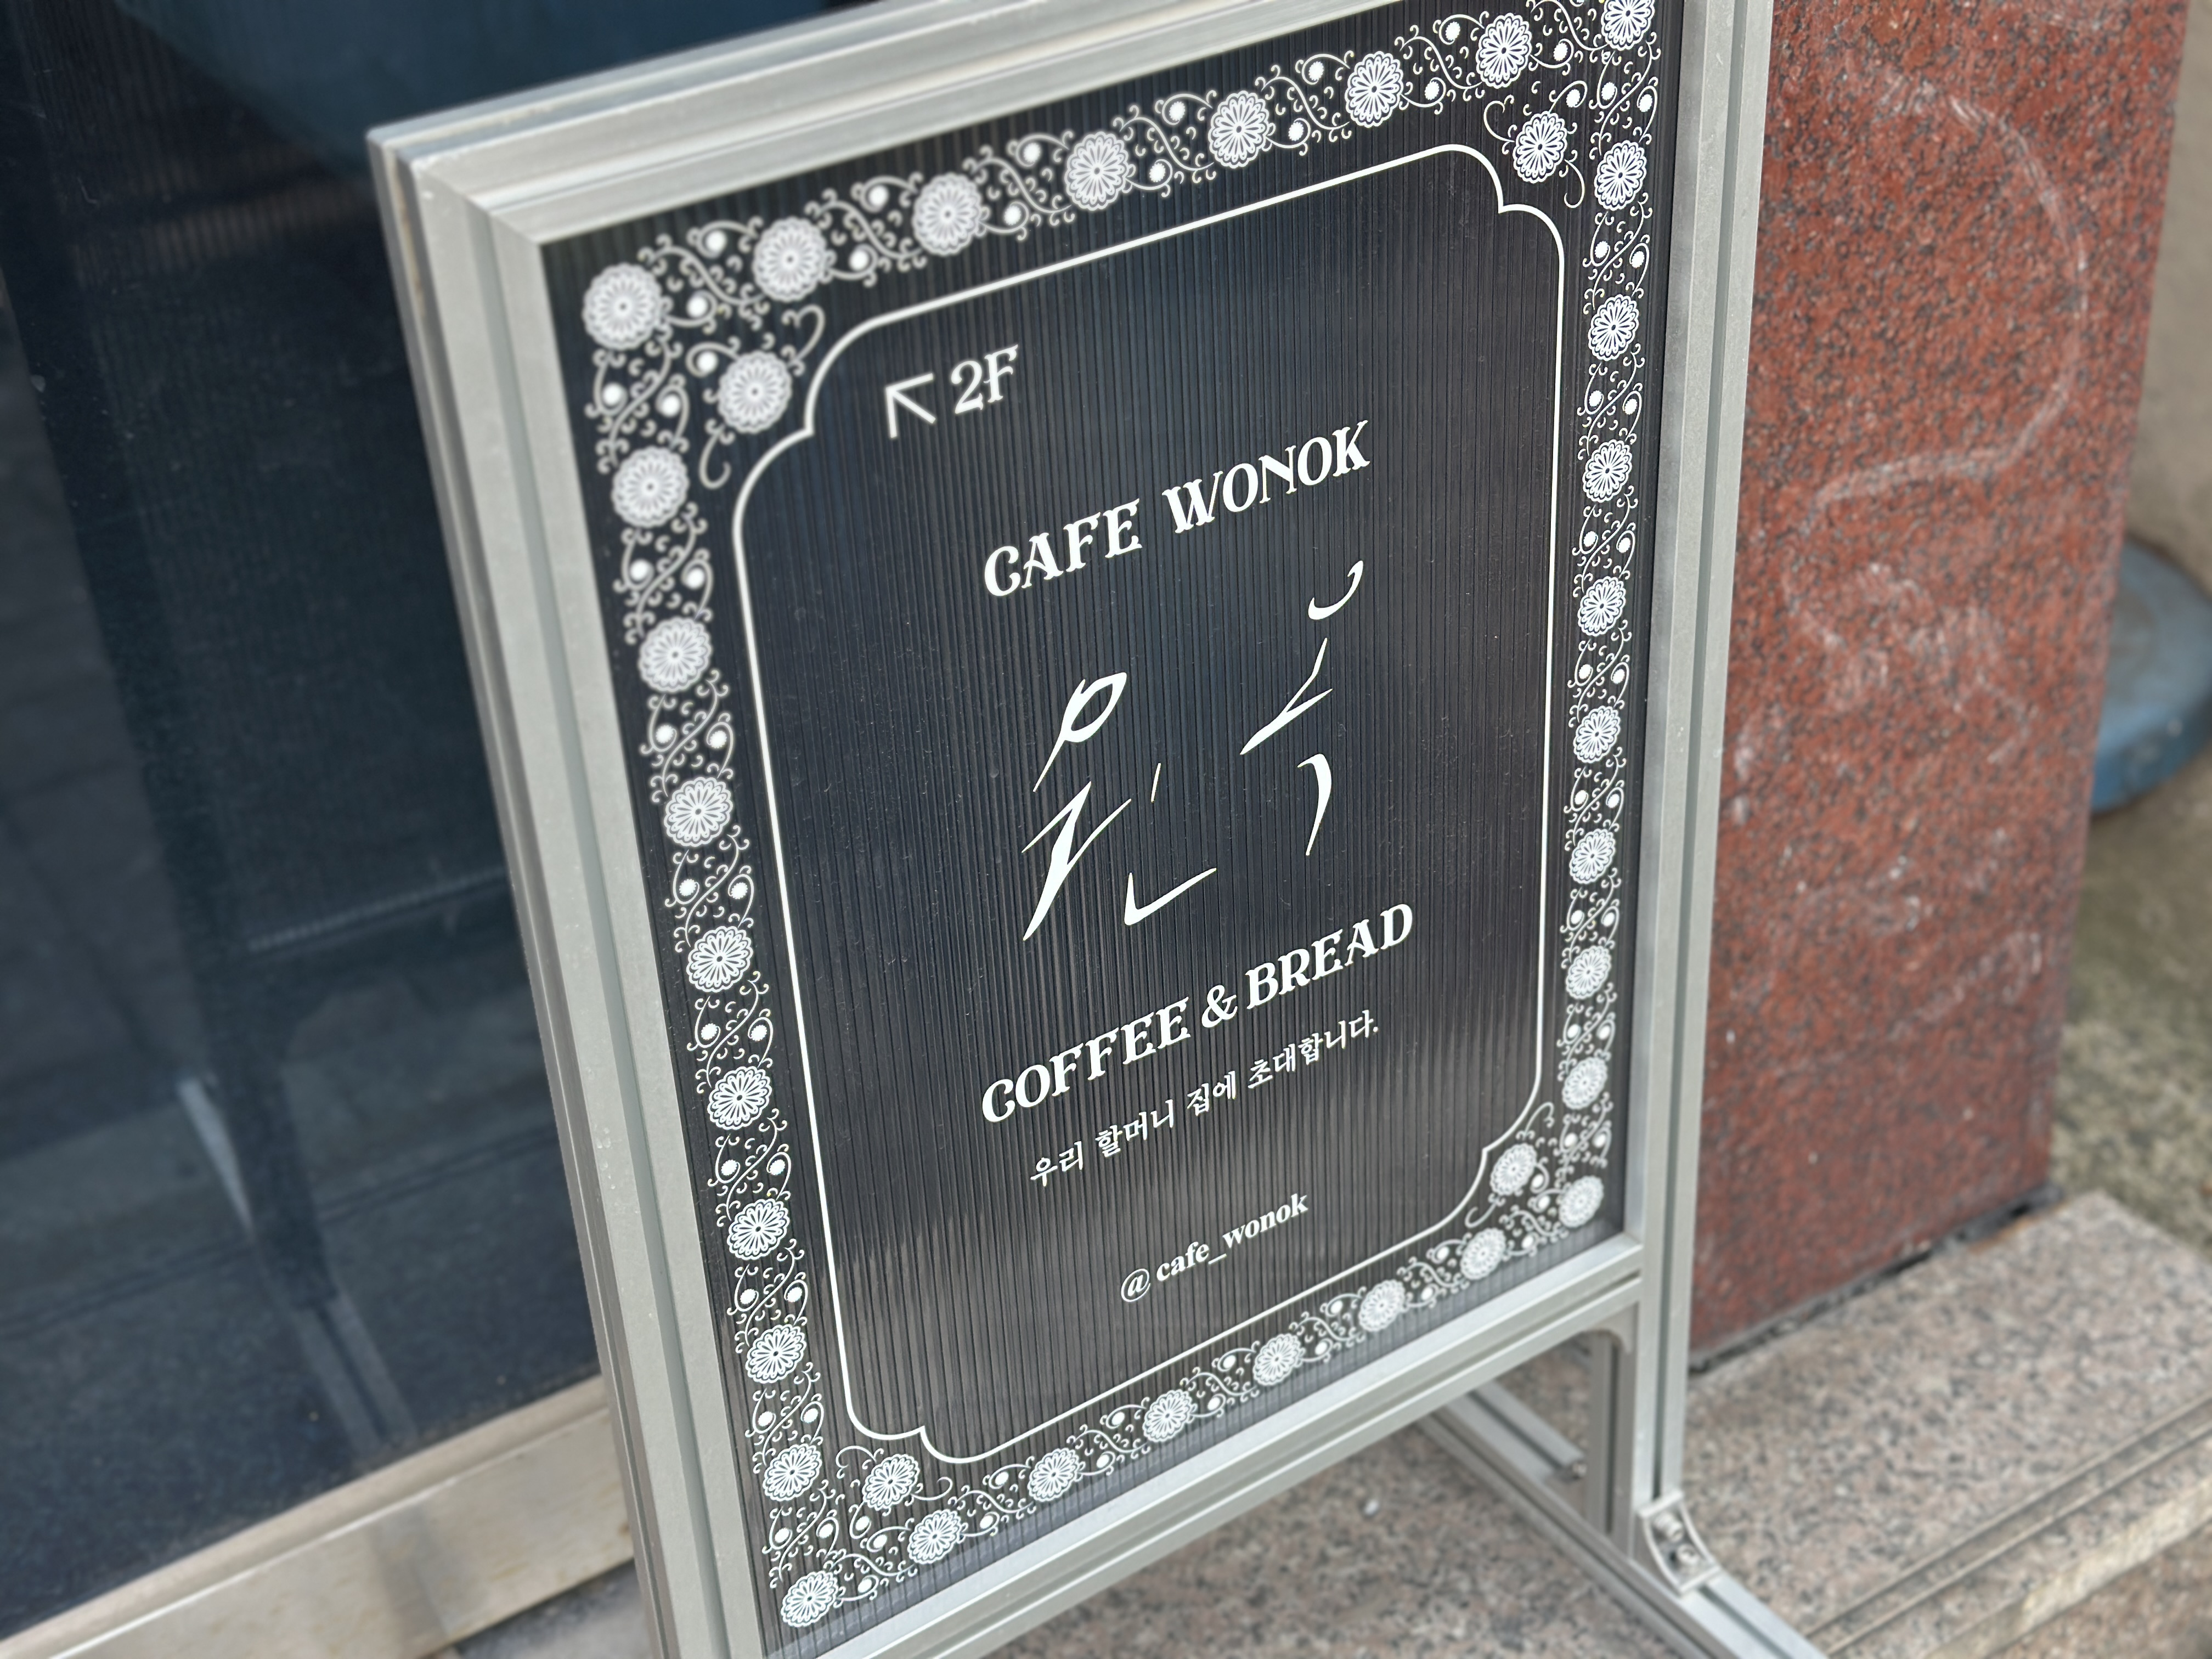 ↖ 2F
CAFE WONOK
원옥
COFFEE & BREAD
우리 할머니 집에 초대합니다.
@cafe_wonok